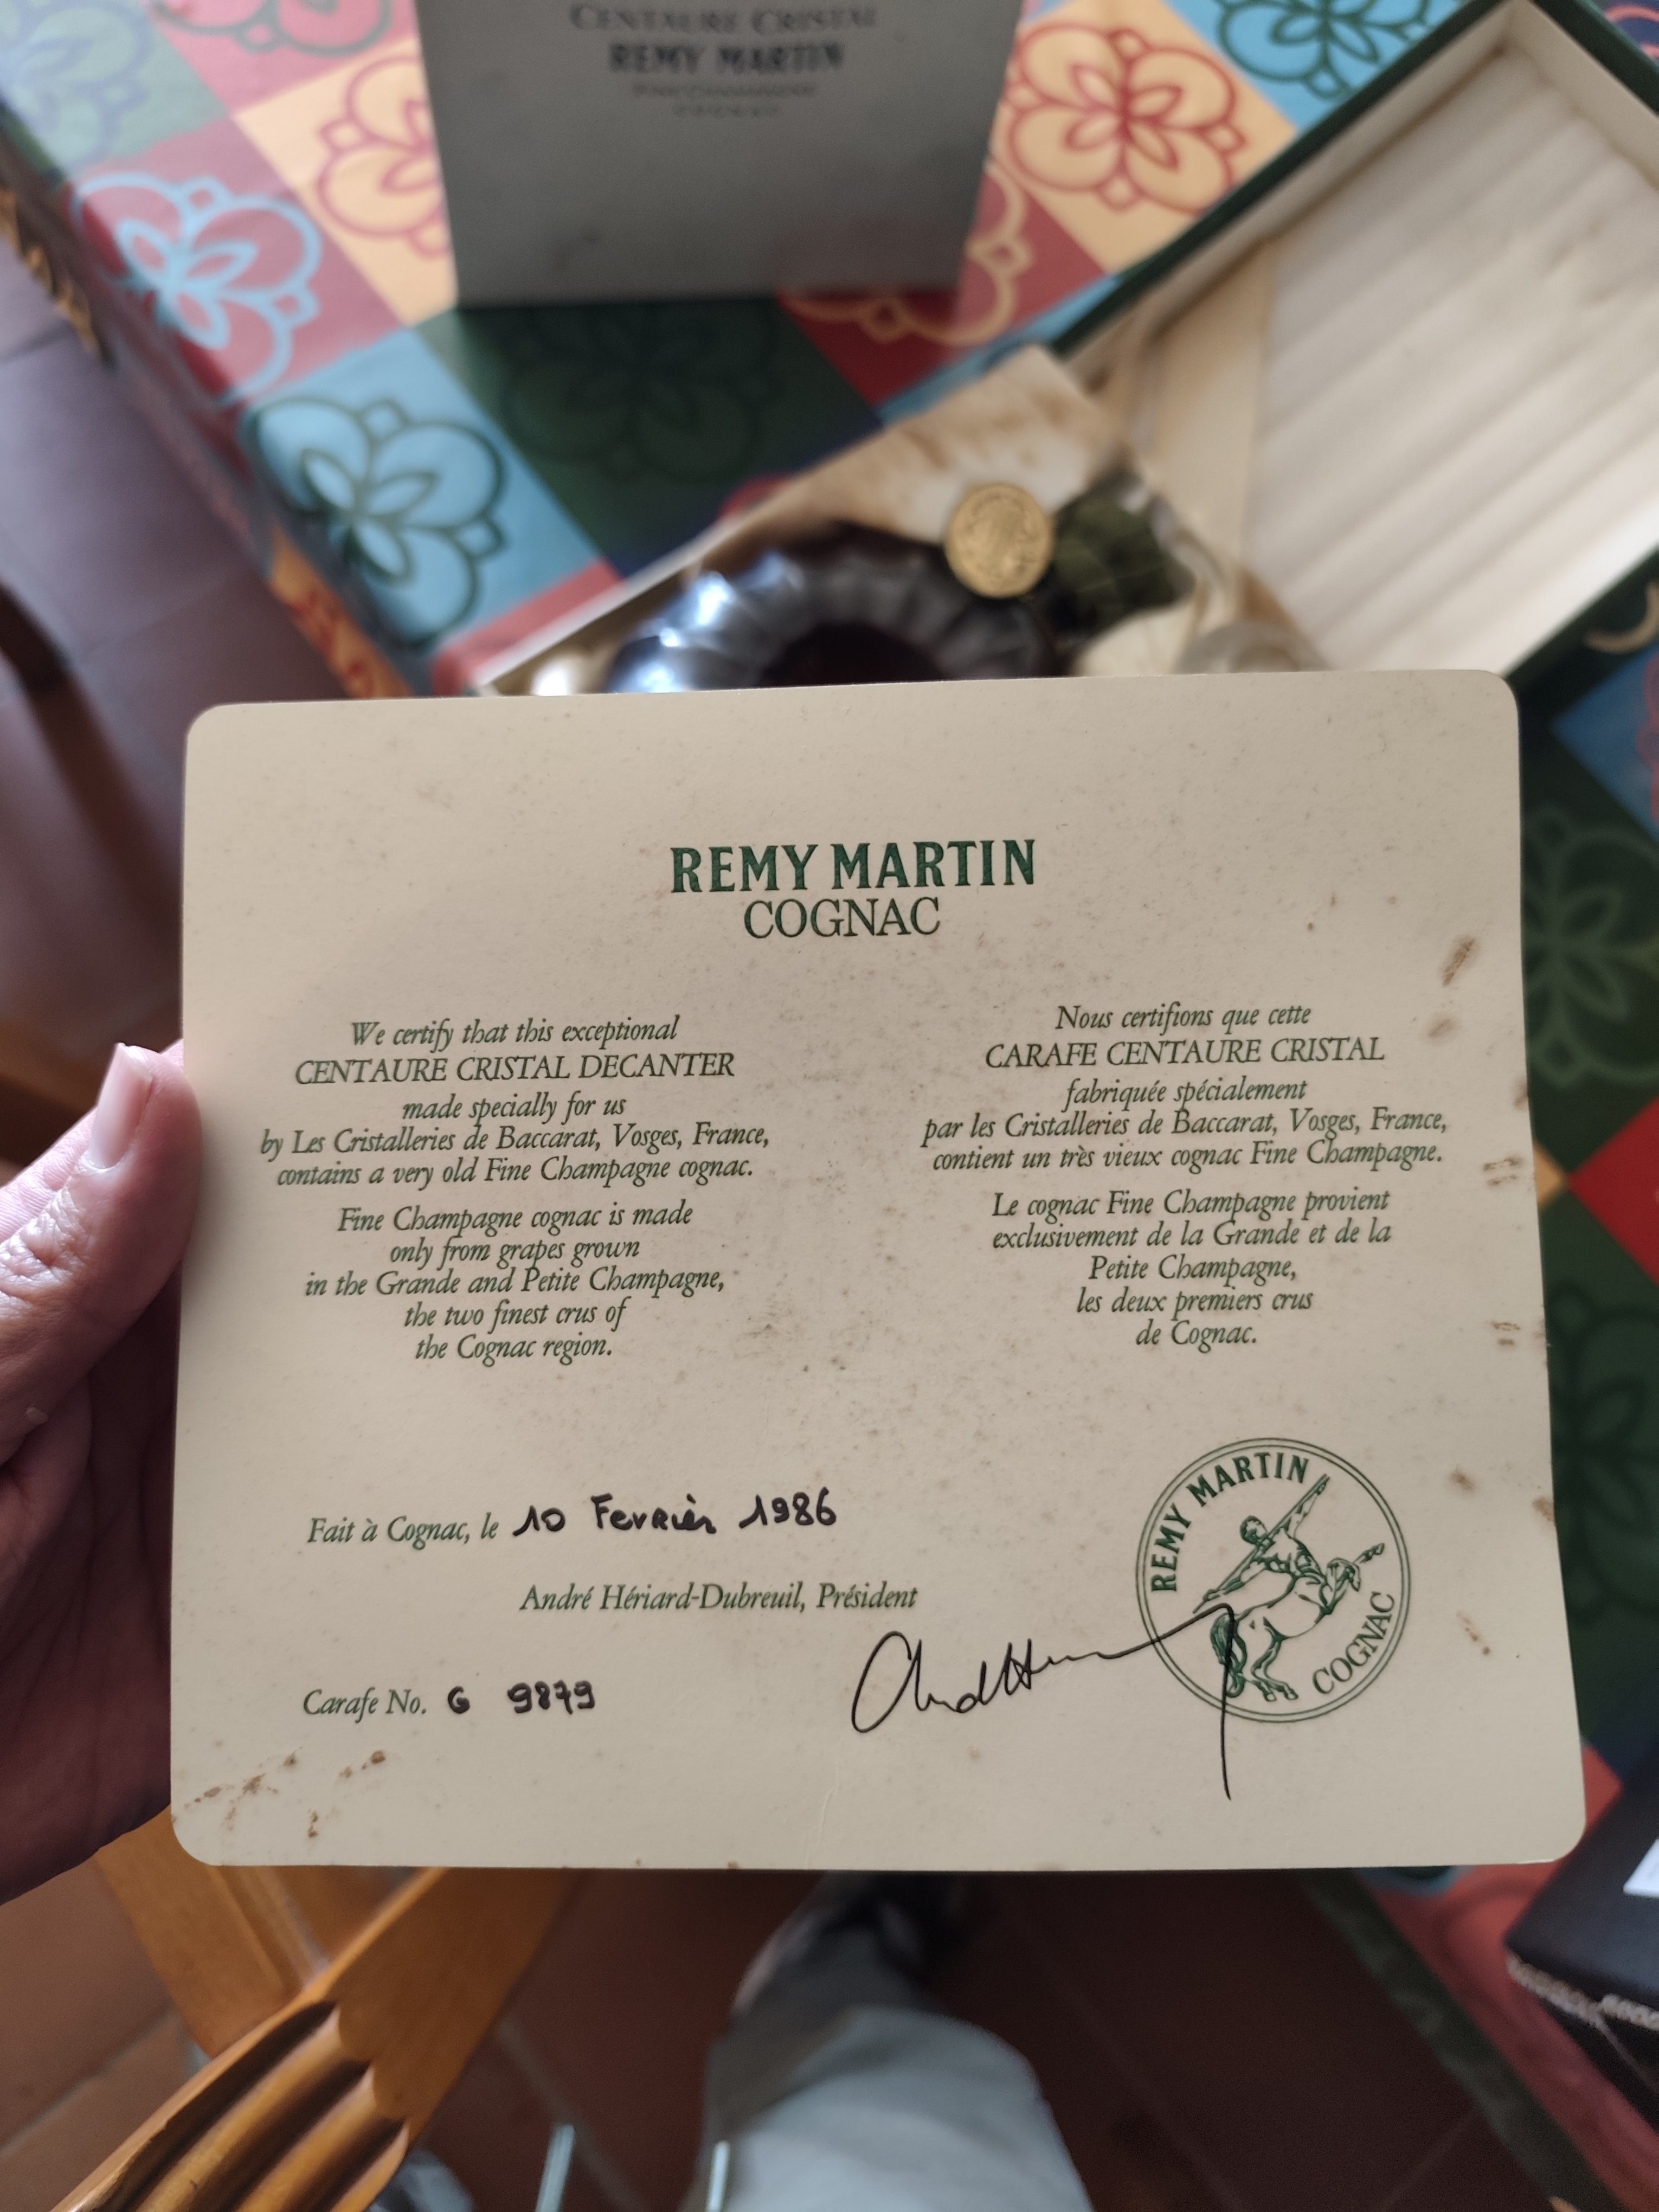 CENTAURE CRISTAL
REMY MARTIN
FINE CHAMPAGNE
COGNAC
REMY MARTIN
COGNAC
We certify that this exceptional
CENTAURE CRISTAL DECANTER
made specially for us
by Les Cristalleries de Baccarat, Vosges, France,
contains a very old Fine Champagne cognac.
Fine Champagne cognac is made
only from grapes grown
in the Grande and Petite Champagne,
the two finest crus of
the Cognac region.
Nous certifions que cette
CARAFE CENTAURE CRISTAL
fabriquée spécialement
par les Cristalleries de Baccarat, Vosges, France,
contient un très vieux cognac Fine Champagne.
Le cognac Fine Champagne provient
exclusivement de la Grande et de la
Petite Champagne,
les deux premiers crus
de Cognac.
Fait à Cognac, le 10 Fevrièr 1986
André Hériard-Dubreuil, Président
Carafe No. G 9879
REMY MARTIN
COGNAC